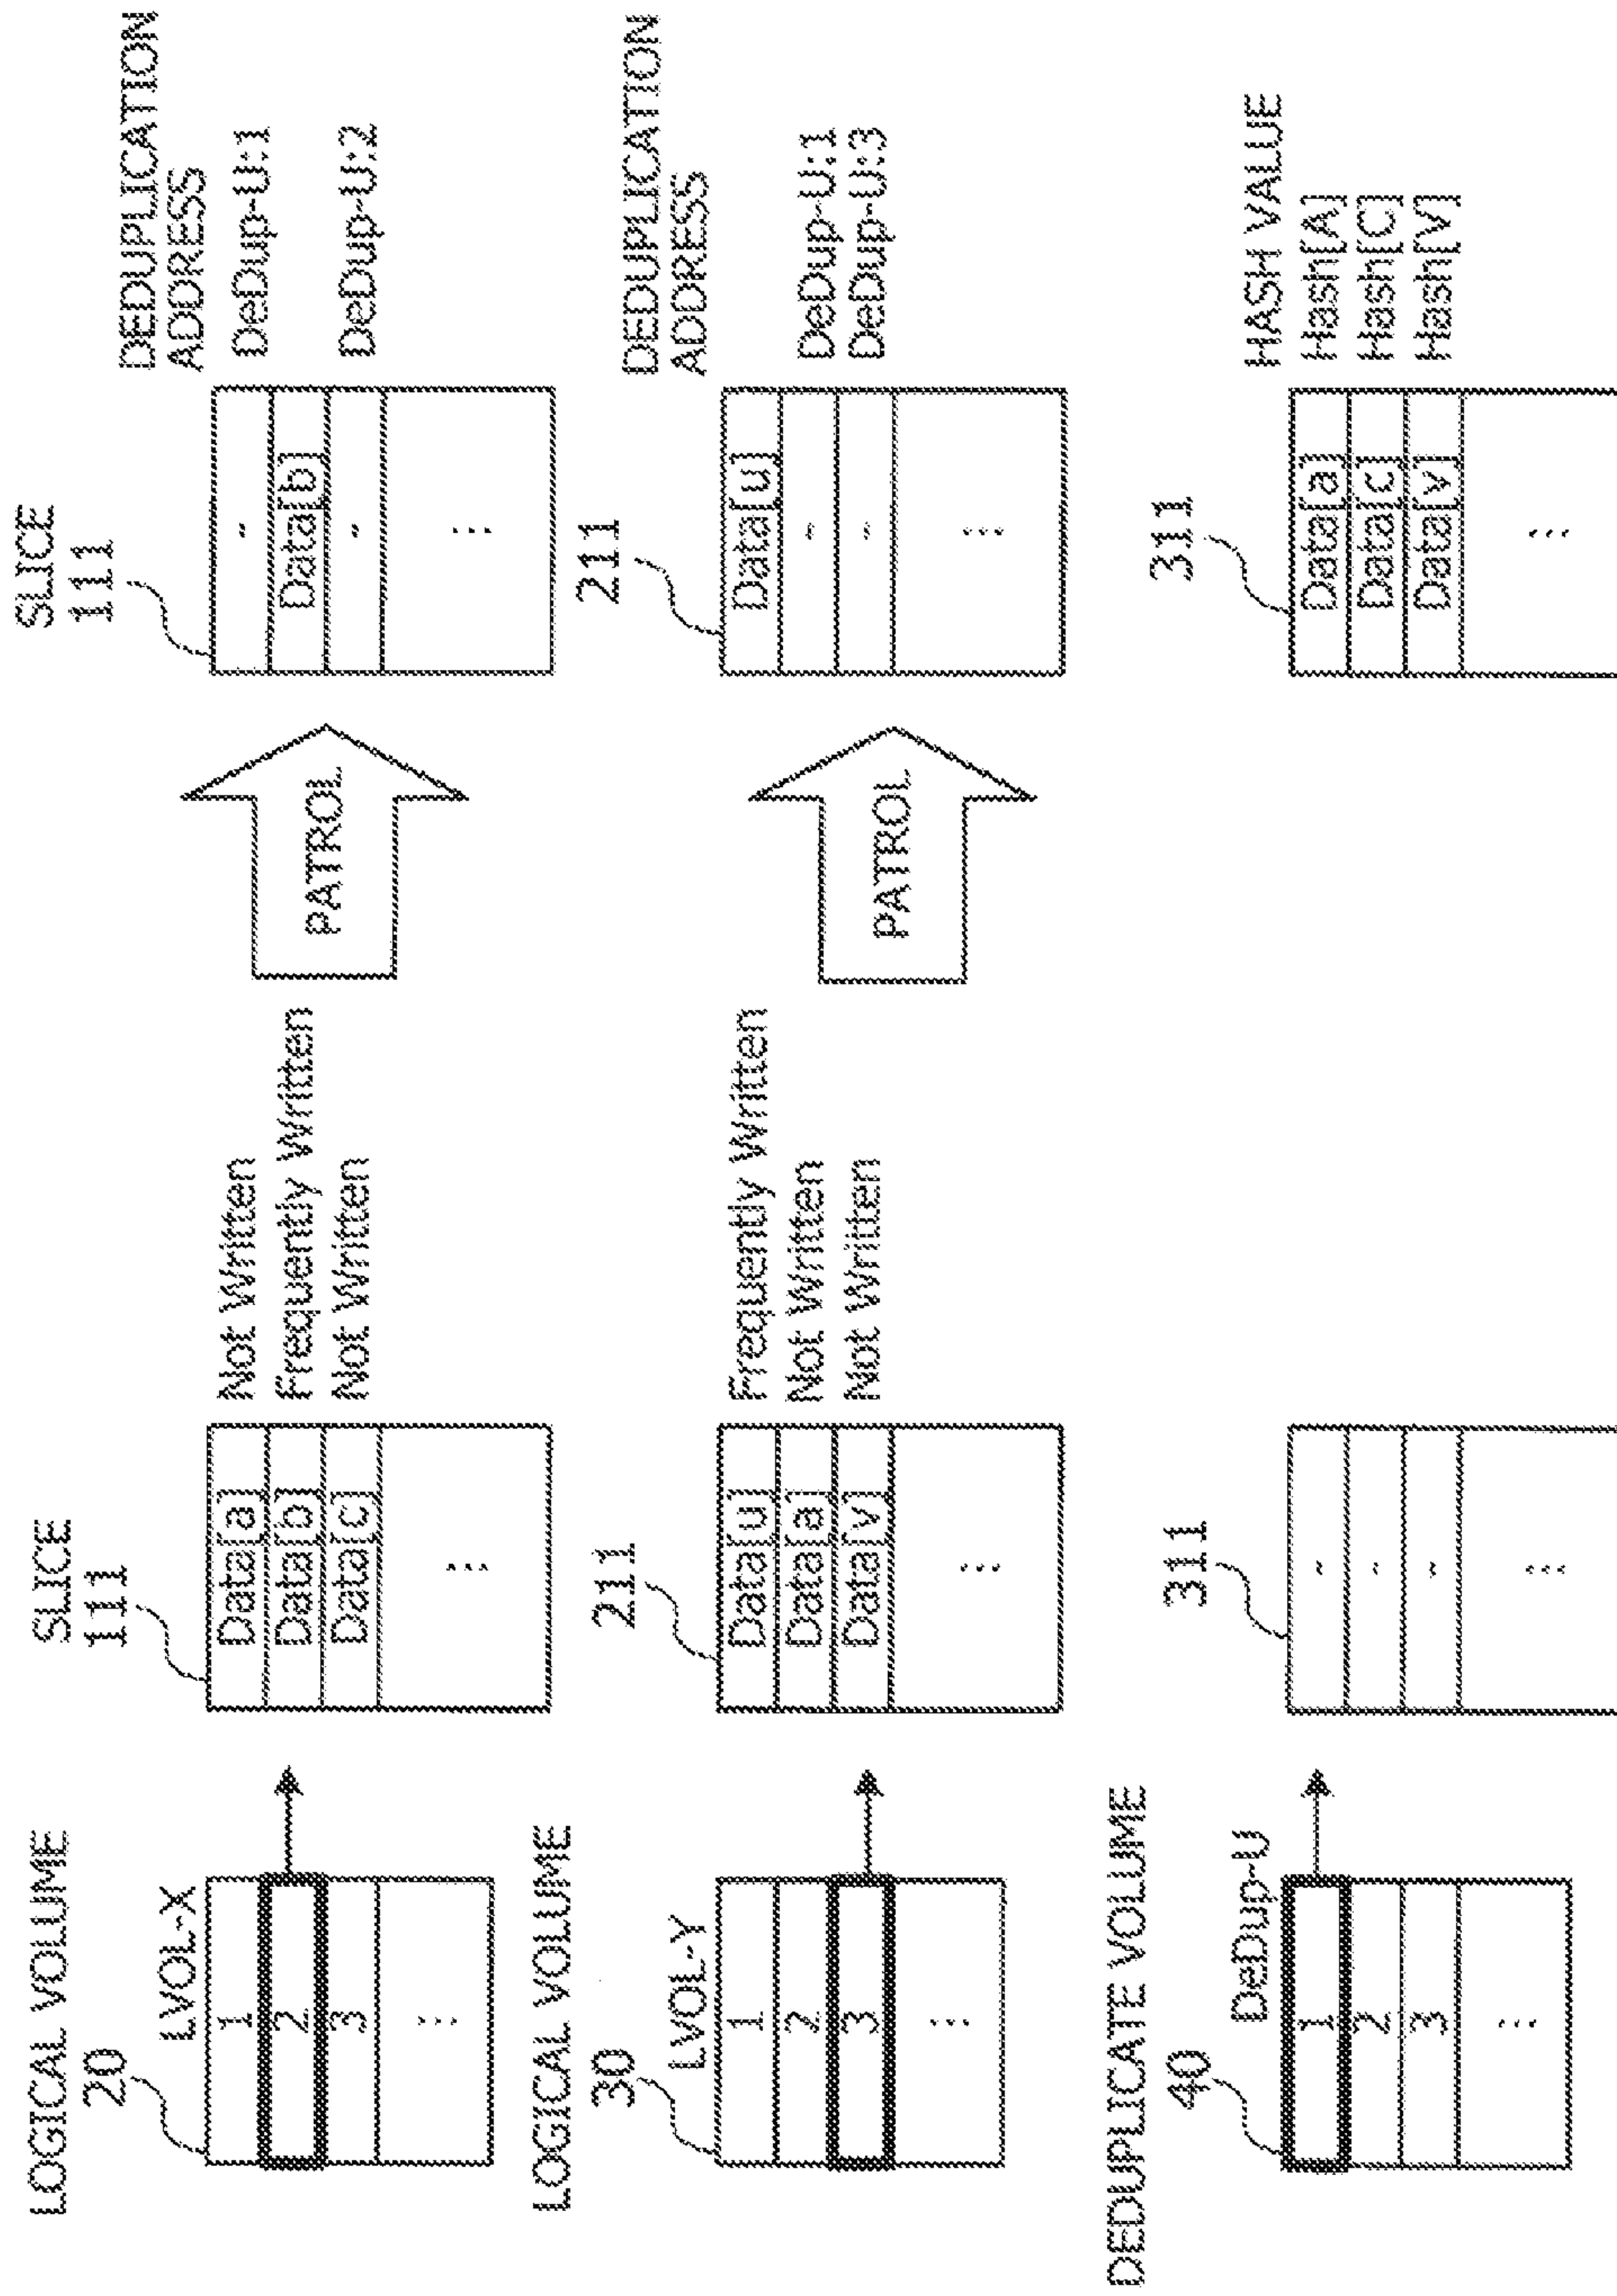 LOGICAL VOLUME
20
LVOL-X
1
2
3
...
SLICE
111
Data[a]
Data[b]
Data[c]
...
Not Written
Frequently Written
Not Written
PATROL
SLICE
111
-
Data[b]
-
...
DEDUPLICATION
ADDRESS
DeDup-U:1
DeDup-U:2
LOGICAL VOLUME
30
LVOL-Y
1
2
3
...
211
Data[u]
Data[a]
Data[v]
...
Frequently Written
Not Written
Not Written
PATROL
211
Data[u]
-
-
...
DEDUPLICATION
ADDRESS
DeDup-U:1
DeDup-U:3
DEDUPLICATE VOLUME
40
DeDup-U
1
2
3
...
311
-
-
-
...
311
Data[a]
Data[c]
Data[v]
...
HASH VALUE
Hash[A]
Hash[C]
Hash[V]